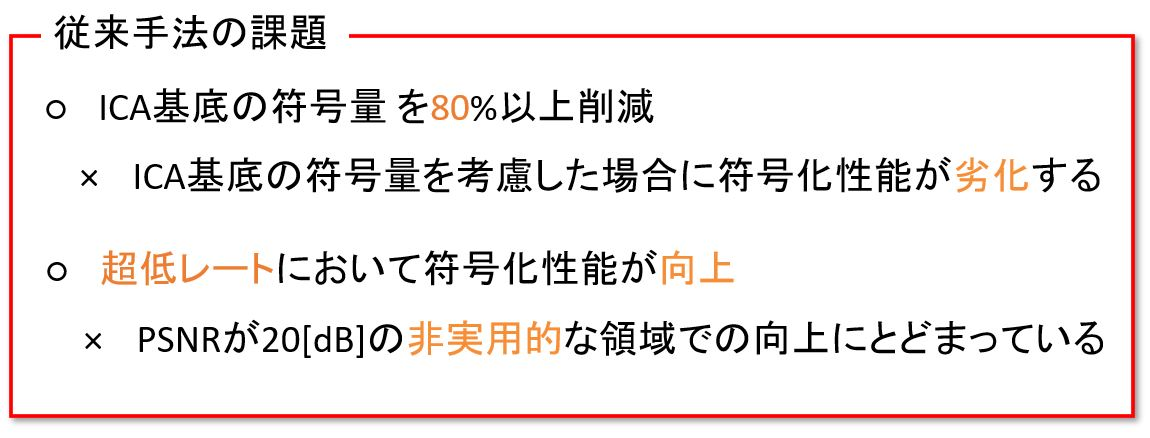 従来手法の課題
○ ICA基底の符号量 を80%以上削減
× ICA基底の符号量を考慮した場合に符号化性能が劣化する
○ 超低レートにおいて符号化性能が向上
× PSNRが20[dB]の非実用的な領域での向上にとどまっている